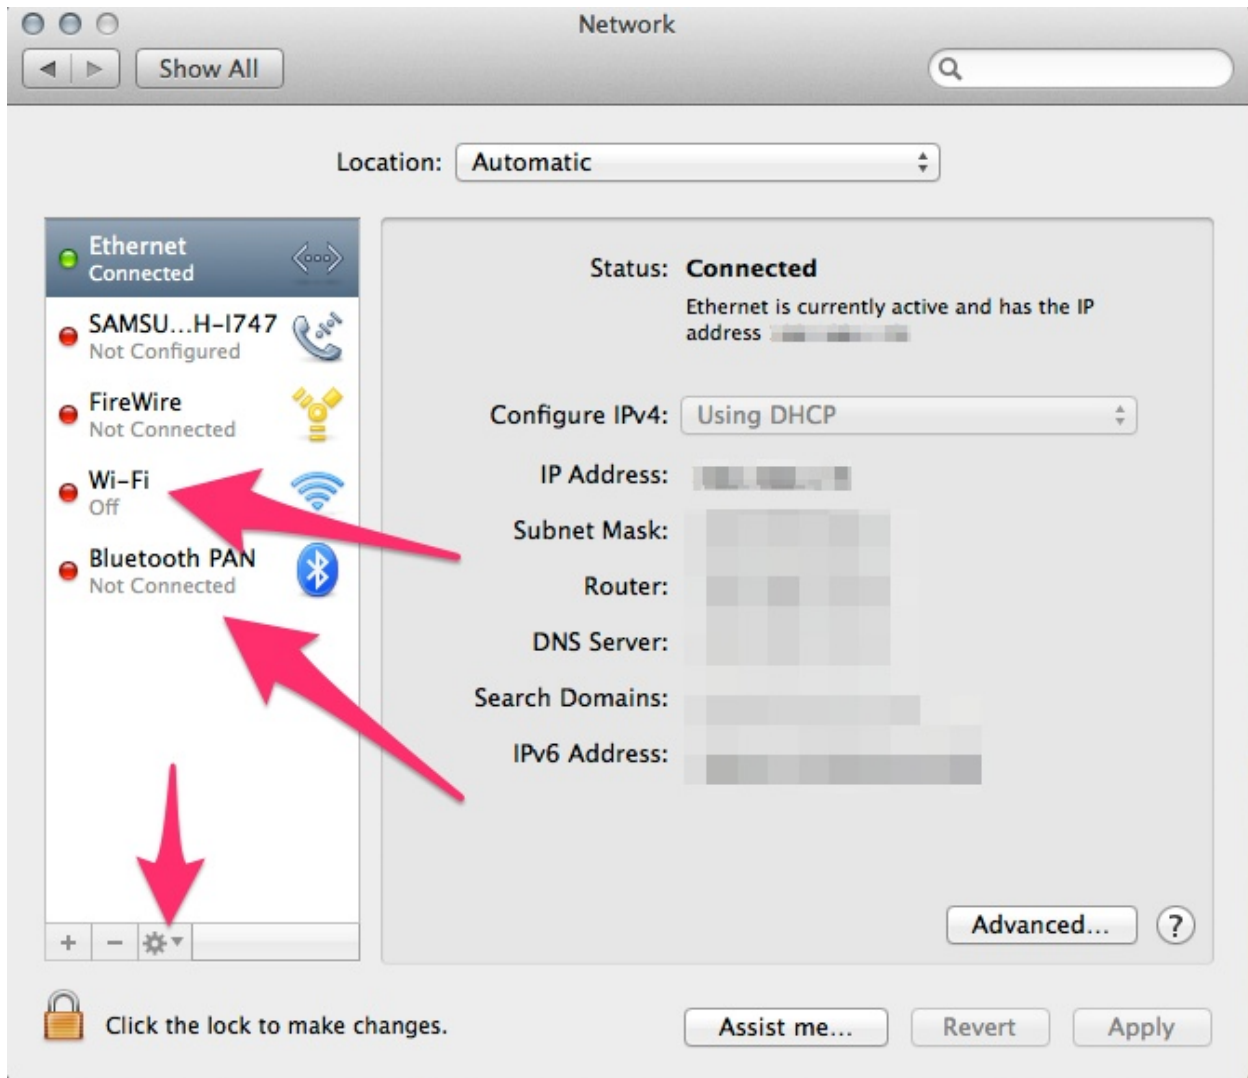 Network
Show All
Location: Automatic
Ethernet
Connected
SAMSU...H-I747
Not Configured
FireWire
Not Connected
Wi-Fi
Off
Bluetooth PAN
Not Connected
Status: Connected
Ethernet is currently active and has the IP
address
Configure IPv4: Using DHCP
IP Address:
Subnet Mask:
Router:
DNS Server:
Search Domains:
IPv6 Address:
Advanced... ?
Click the lock to make changes.
Assist me... Revert Apply